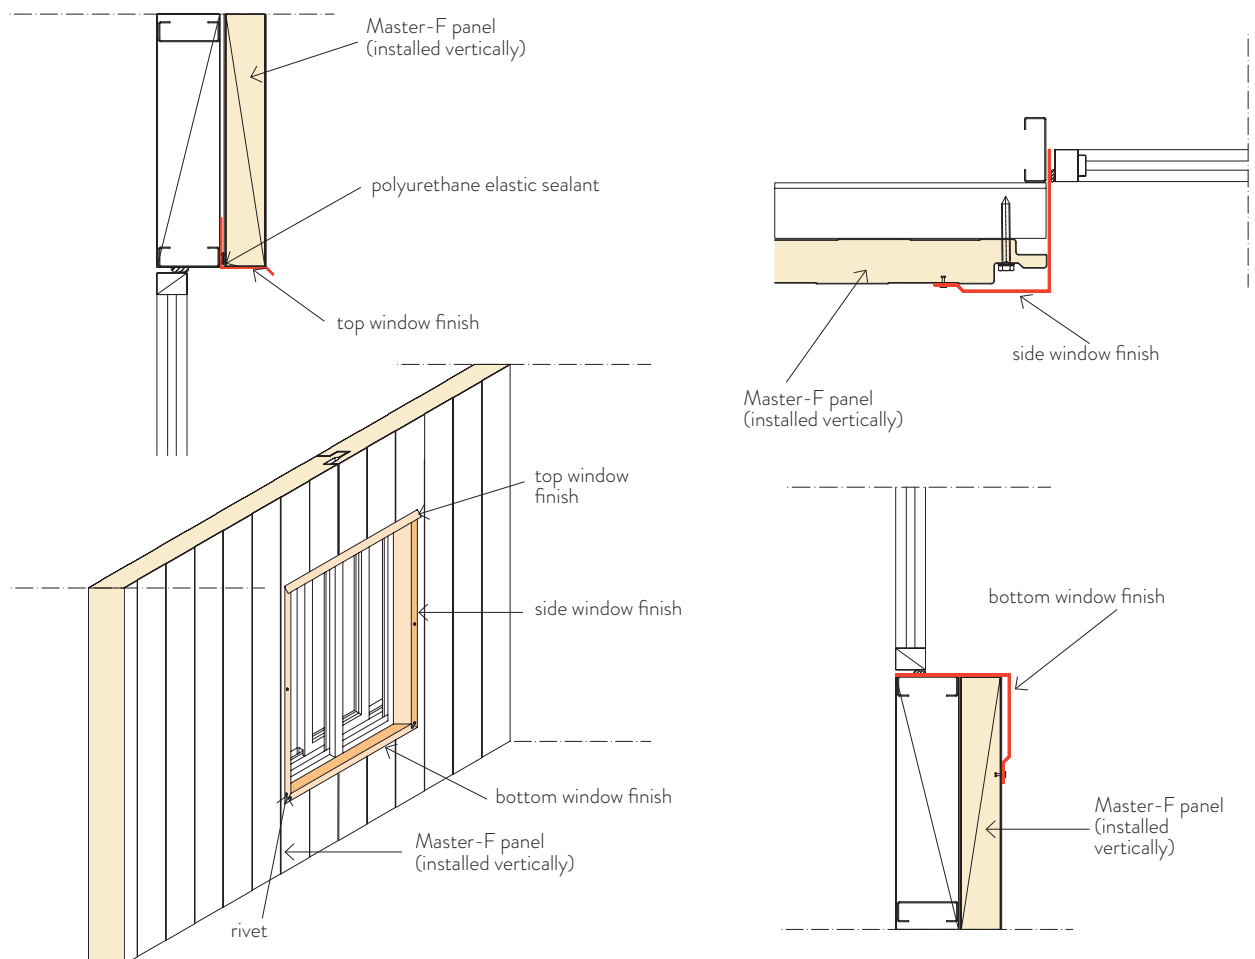 Master-F panel
(installed vertically)
polyurethane elastic sealant
top window finish
side window finish
Master-F panel
(installed vertically)
top window
finish
side window finish
bottom window finish
Master-F panel
(installed vertically)
rivet
bottom window finish
Master-F panel
(installed
vertically)